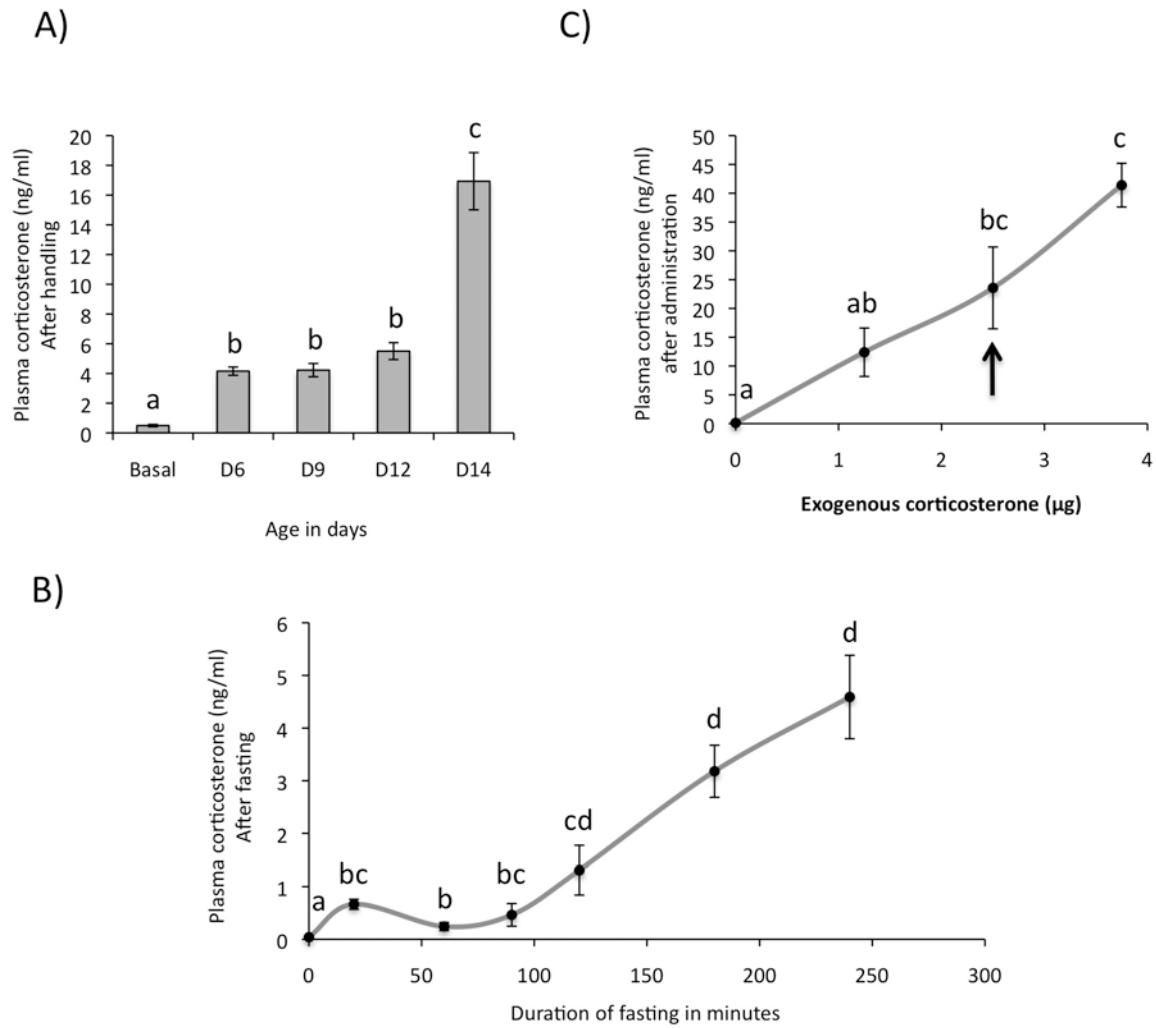 A)
Plasma corticosterone (ng/ml)
After handling
20
18
16
14
12
10
8
6
4
2
0
a
b
b
b
c
Basal
D6
D9
D12
D14
Age in days
C)
Plasma corticosterone (ng/ml)
after administration
50
45
40
35
30
25
20
15
10
5
0
a
ab
bc
c
0
1
2
3
4
Exogenous corticosterone (µg)
B)
Plasma corticosterone (ng/ml)
After fasting
6
5
4
3
2
1
0
a
bc
b
bc
cd
d
d
0
50
100
150
200
250
300
Duration of fasting in minutes